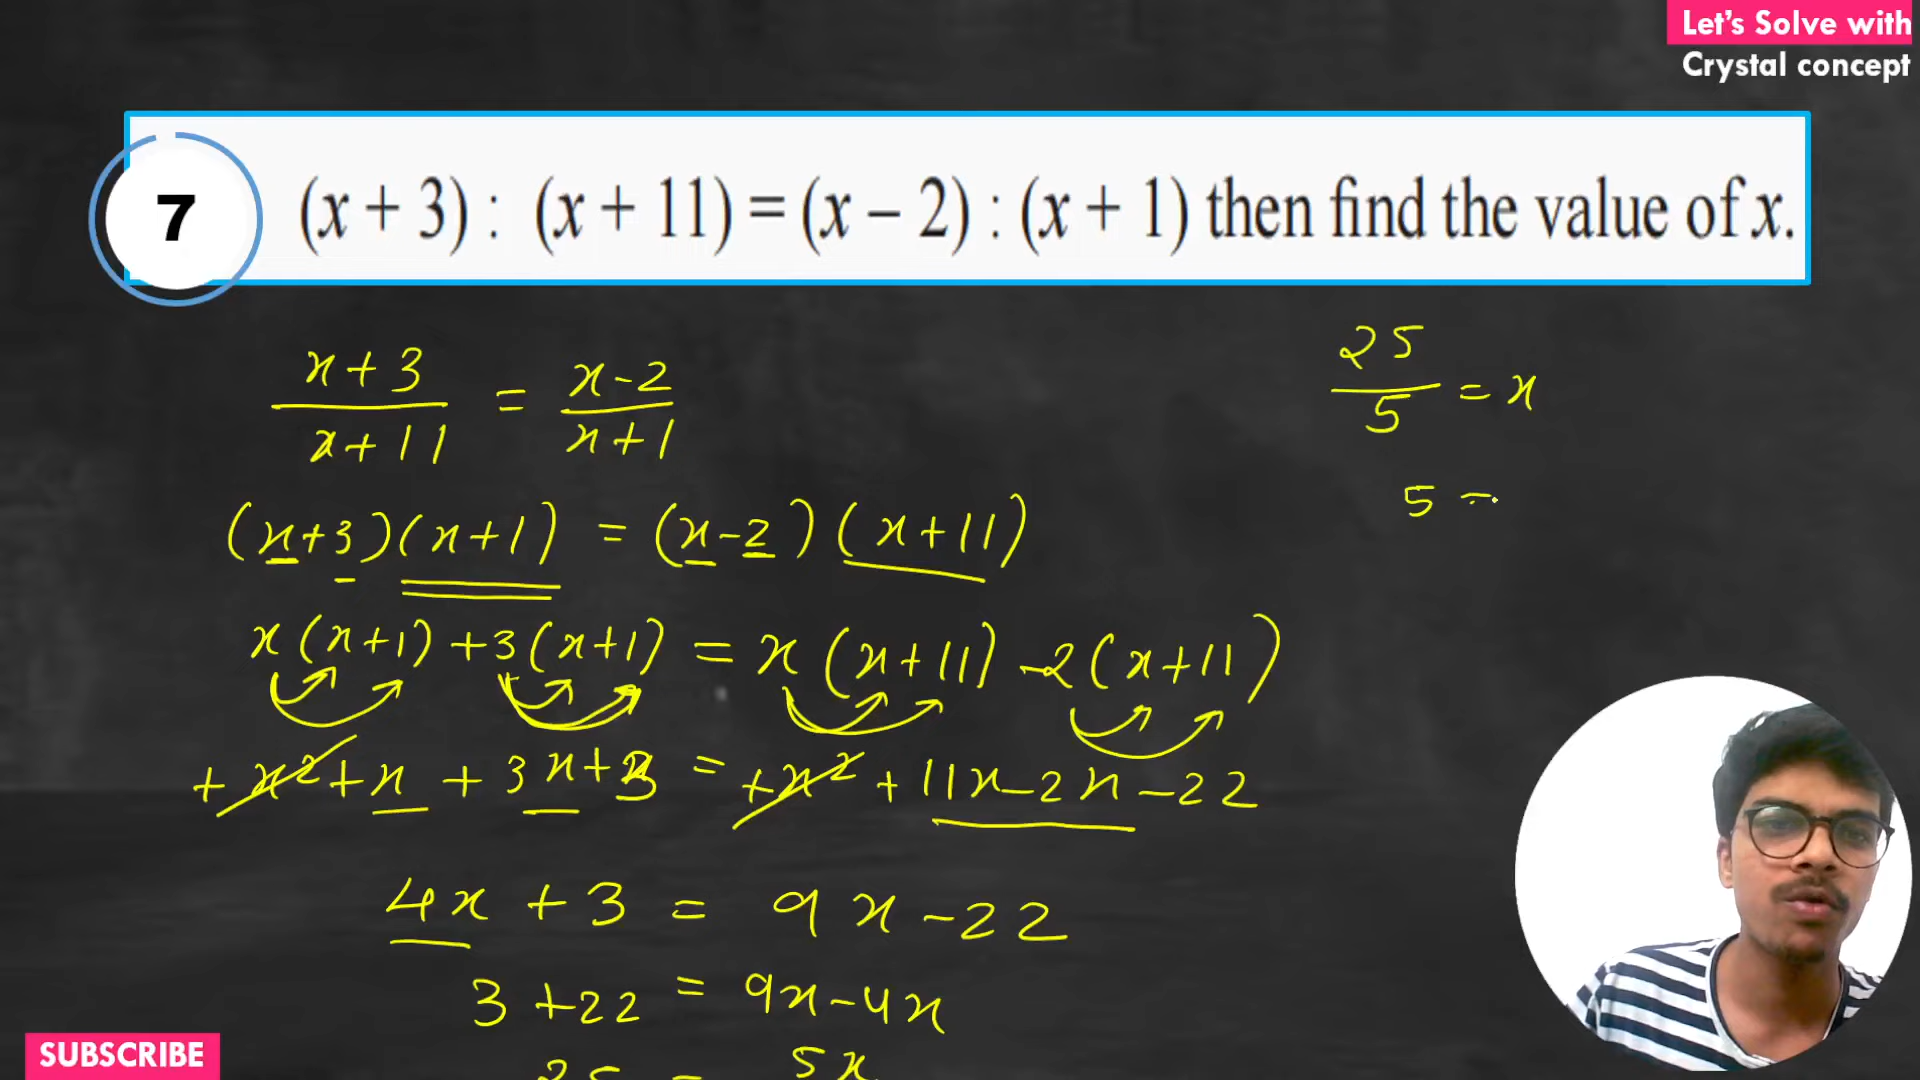 Let's Solve with
Crystal concept
7
(x + 3) : (x + 11) = (x – 2) : (x + 1) then find the value of x.
x+3/x+11 = x-2/x+1
(x+3)(x+1) = (x-2)(x+11)
x(x+1) +3(x+1) = x(x+11) -2(x+11)
+x²+x + 3x+3 = +x² + 11x-2x -22
4x + 3 = 9x -22
3 +22 = 9x-4x
25 = 5x
25/5 = x
5 =
SUBSCRIBE